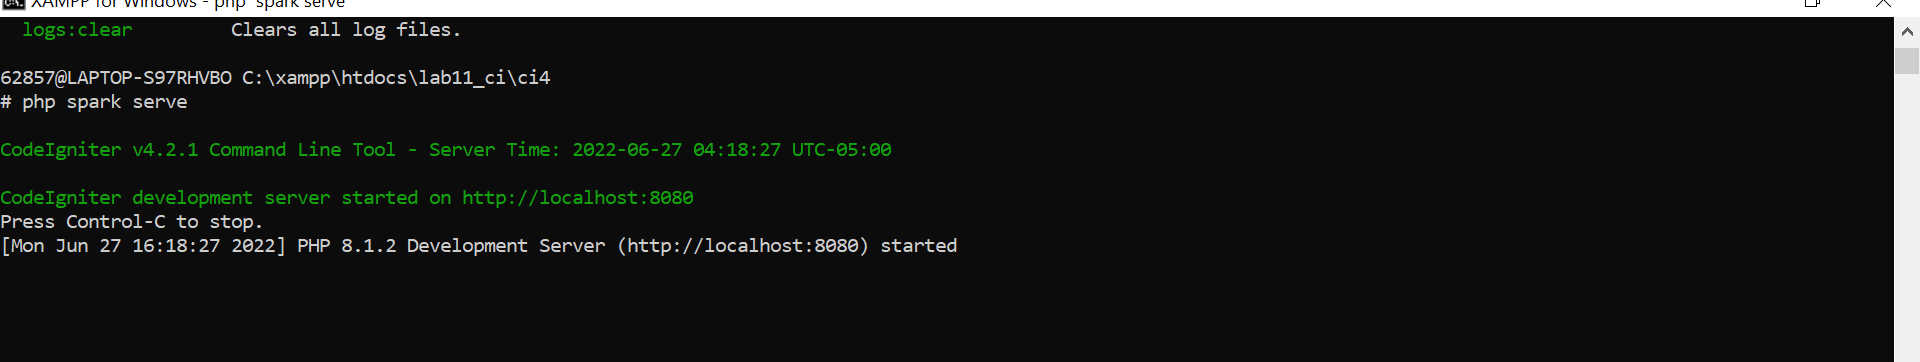 XAMPP for Windows - php spark serve
logs:clear Clears all log files.
62857@LAPTOP-S97RHVBO C:\xampp\htdocs\lab11_ci\ci4
# php spark serve
CodeIgniter v4.2.1 Command Line Tool - Server Time: 2022-06-27 04:18:27 UTC-05:00
CodeIgniter development server started on http://localhost:8080
Press Control-C to stop.
[Mon Jun 27 16:18:27 2022] PHP 8.1.2 Development Server (http://localhost:8080) started